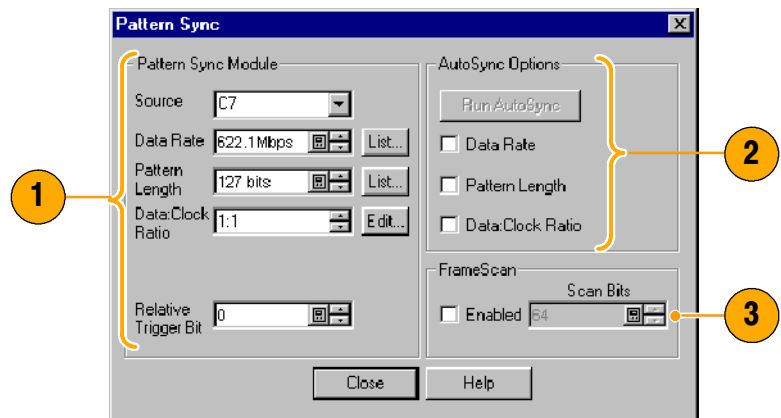 Pattern Sync
Pattern Sync Module
Source C7
Data Rate 622.1Mbps List...
Pattern Length 127 bits List...
Data:Clock Ratio 1:1 Edit...
Relative Trigger Bit 0
AutoSync Options
Run AutoSync
Data Rate
Pattern Length
Data:Clock Ratio
FrameScan
Scan Bits
Enabled 64
Close Help
1
2
3